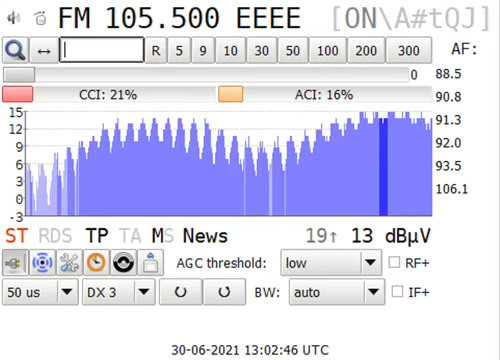 FM 105.500 EEEE [ON\A#tQJ]
R 5 9 10 30 50 100 200 300 AF:
0 88.5
CCI: 21% ACI: 16% 90.8
15 91.3
12
9 92.0
6 93.5
3
0 106.1
-3
ST RDS TP TA MS News 19↑ 13 dBµV
AGC threshold: low RF+
50 us DX 3 BW: auto IF+
30-06-2021 13:02:46 UTC